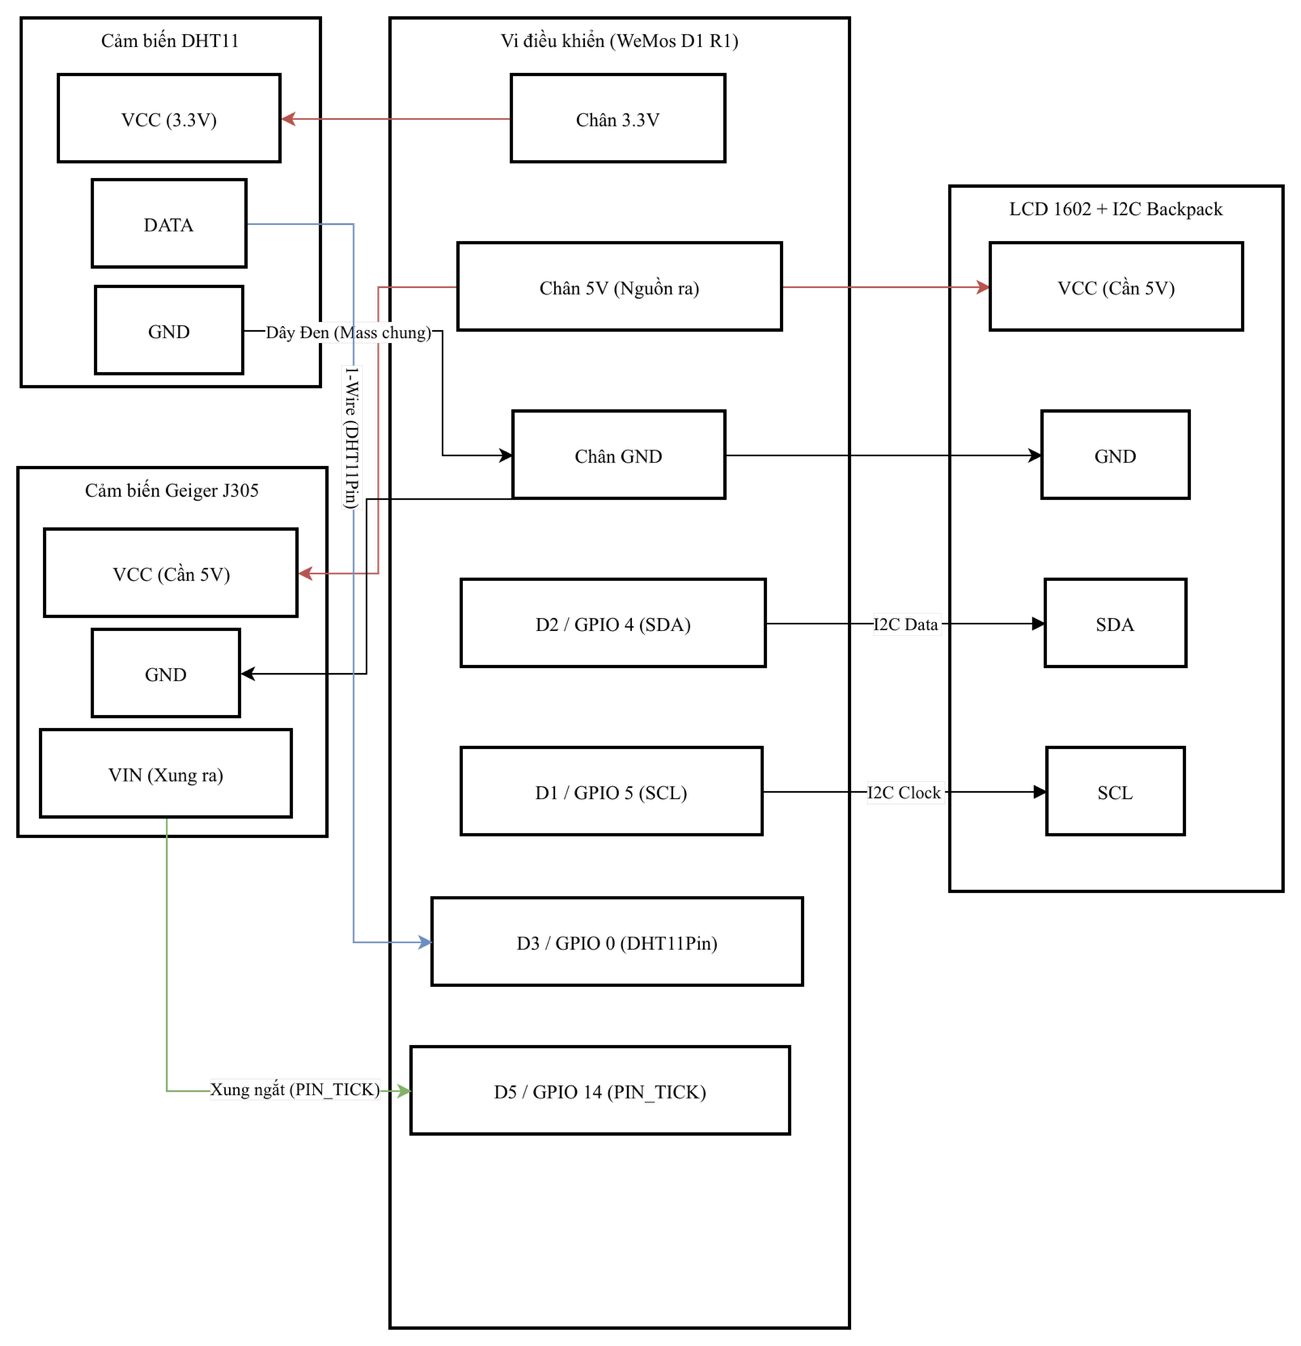 Cảm biến DHT11
VCC (3.3V)
DATA
GND
Vi điều khiển (WeMos D1 R1)
Chân 3.3V
Chân 5V (Nguồn ra)
Dây Đen (Mass chung)
1-Wire (DHT11Pin)
Chân GND
LCD 1602 + I2C Backpack
VCC (Cần 5V)
GND
SDA
SCL
Cảm biến Geiger J305
VCC (Cần 5V)
GND
VIN (Xung ra)
D2 / GPIO 4 (SDA)
I2C Data
D1 / GPIO 5 (SCL)
I2C Clock
D3 / GPIO 0 (DHT11Pin)
Xung ngắt (PIN_TICK)
D5 / GPIO 14 (PIN_TICK)